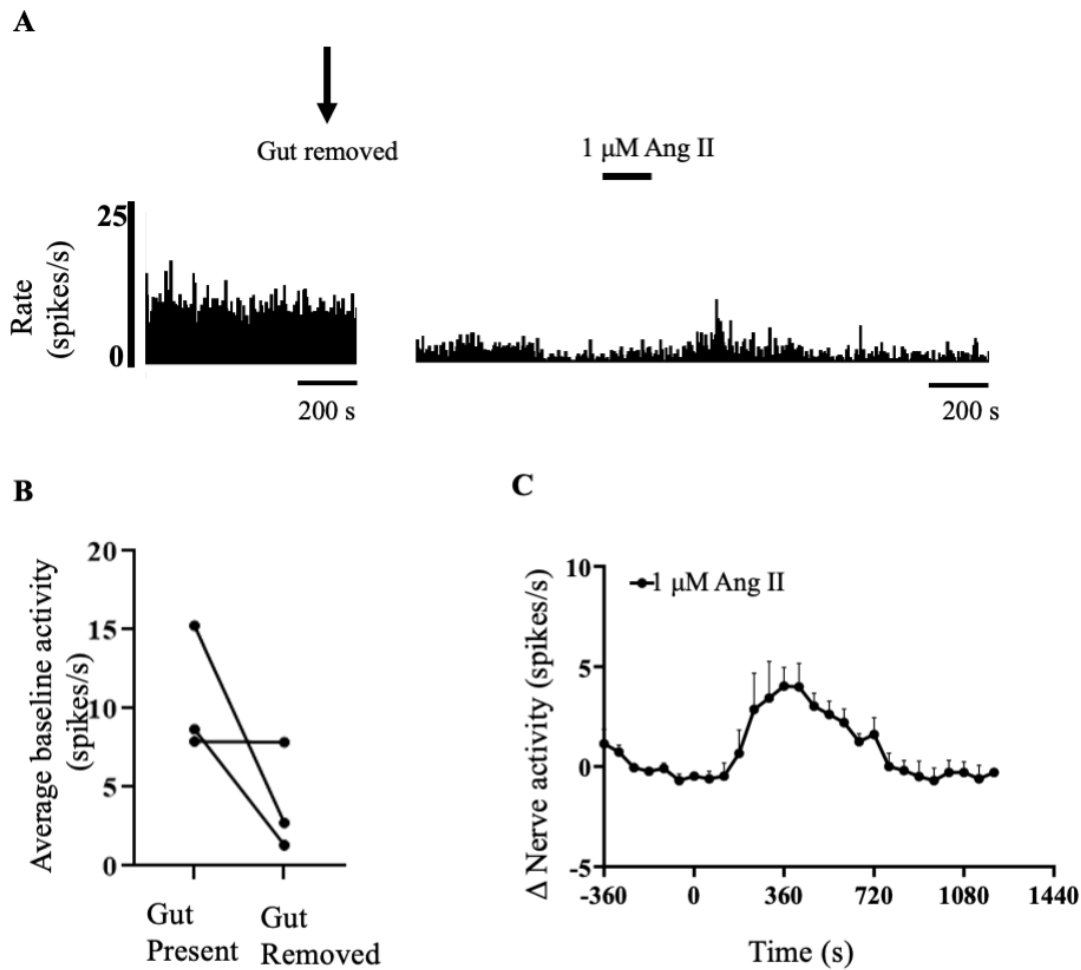 A
Gut removed
1 μM Ang II
25
0
Rate
(spikes/s)
200 s
200 s
B
C
20
15
10
5
0
Average baseline activity
(spikes/s)
Gut
Present
Gut
Removed
10
5
0
-5
Δ Nerve activity (spikes/s)
1 μM Ang II
-360
0
360
720
1080
1440
Time (s)